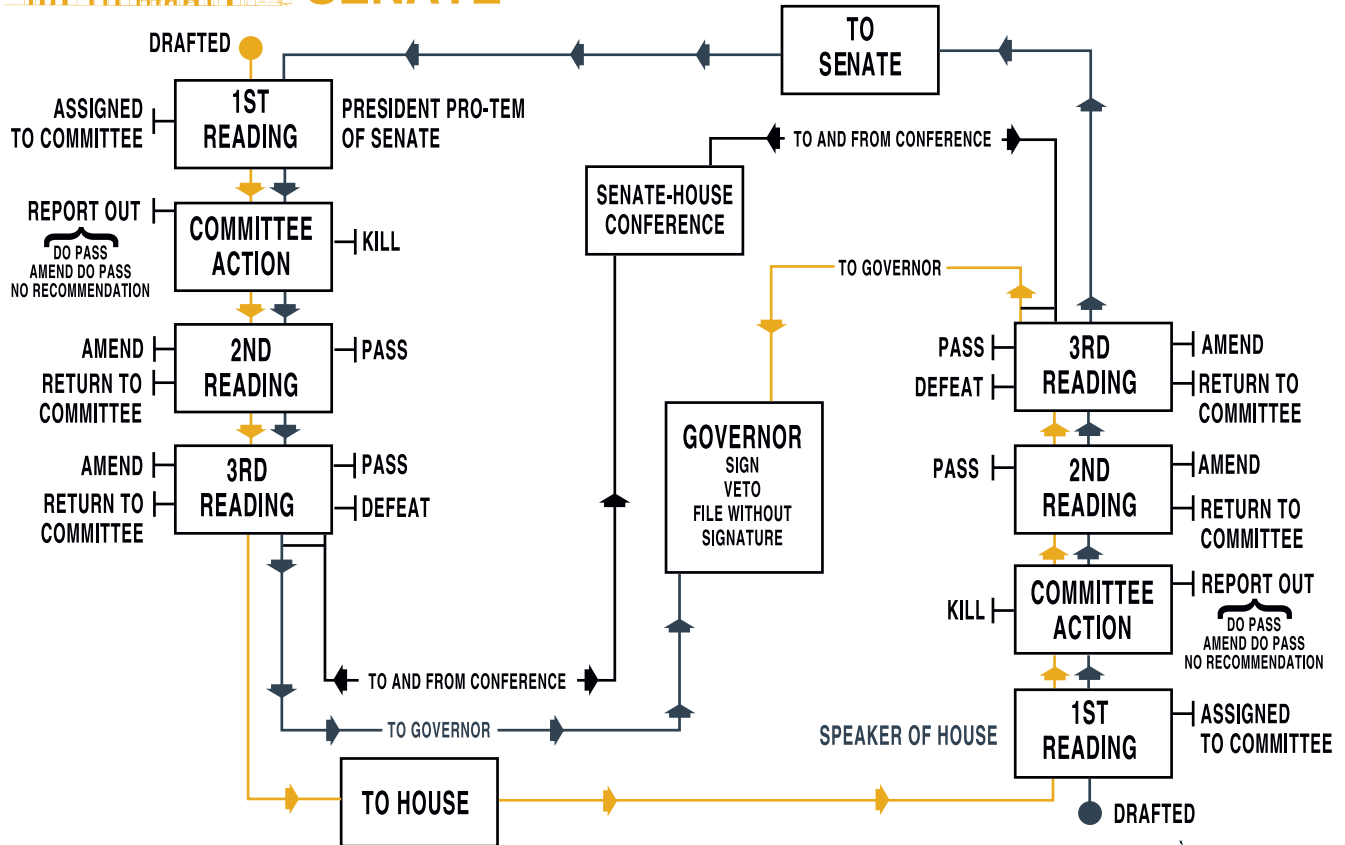 SENATE
DRAFTED
TO
SENATE
1ST
READING
ASSIGNED
TO COMMITTEE
PRESIDENT PRO-TEM
OF SENATE
TO AND FROM CONFERENCE
SENATE-HOUSE
CONFERENCE
REPORT OUT
DO PASS
AMEND DO PASS
NO RECOMMENDATION
COMMITTEE
ACTION
KILL
TO GOVERNOR
AMEND
RETURN TO
COMMITTEE
2ND
READING
PASS
PASS
DEFEAT
3RD
READING
AMEND
RETURN TO
COMMITTEE
AMEND
RETURN TO
COMMITTEE
3RD
READING
PASS
DEFEAT
GOVERNOR
SIGN
VETO
FILE WITHOUT
SIGNATURE
PASS
2ND
READING
AMEND
RETURN TO
COMMITTEE
KILL
COMMITTEE
ACTION
REPORT OUT
DO PASS
AMEND DO PASS
NO RECOMMENDATION
TO AND FROM CONFERENCE
TO GOVERNOR
SPEAKER OF HOUSE
1ST
READING
ASSIGNED
TO COMMITTEE
TO HOUSE
DRAFTED